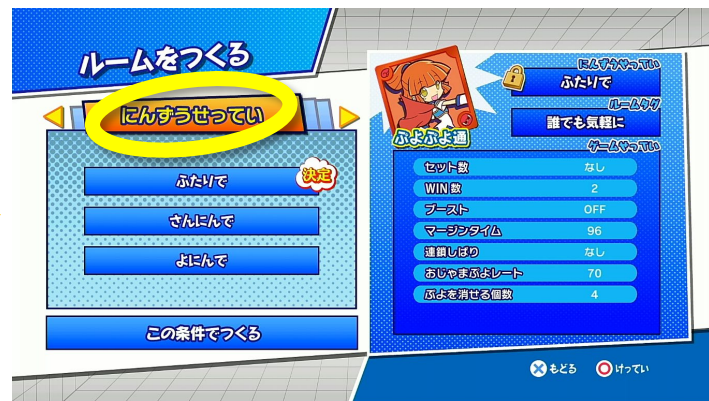 ルームをつくる
にんずうせってい
ふたりで
決定
さんにんで
よにんで
この条件でつくる
にんずうせってい
ふたりで
ルームタグ
誰でも気軽に
ぷよぷよ通
ゲームせってい
セット数 なし
WIN数 2
ブースト OFF
マージンタイム 96
連鎖しばり なし
おじゃまぷよレート 70
ぷよを消せる個数 4
もどる けってい